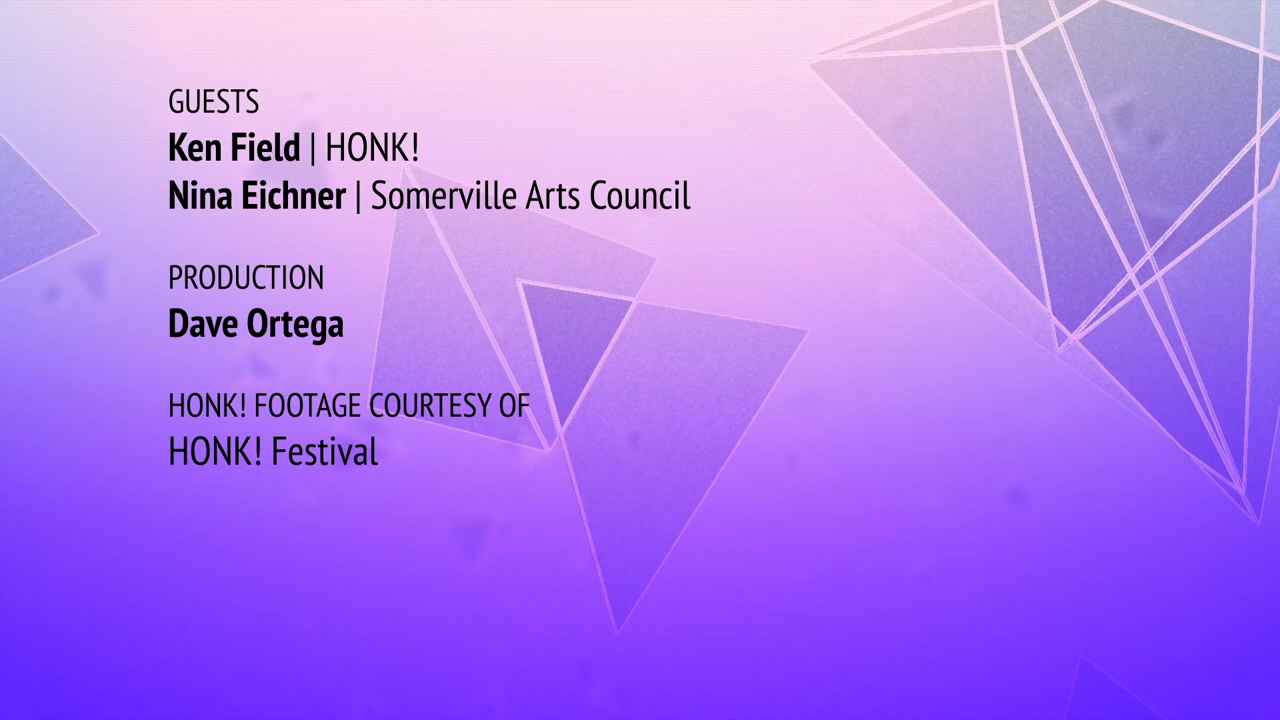 GUESTS
Ken Field | HONK!
Nina Eichner | Somerville Arts Council
PRODUCTION
Dave Ortega
HONK! FOOTAGE COURTESY OF
HONK! Festival